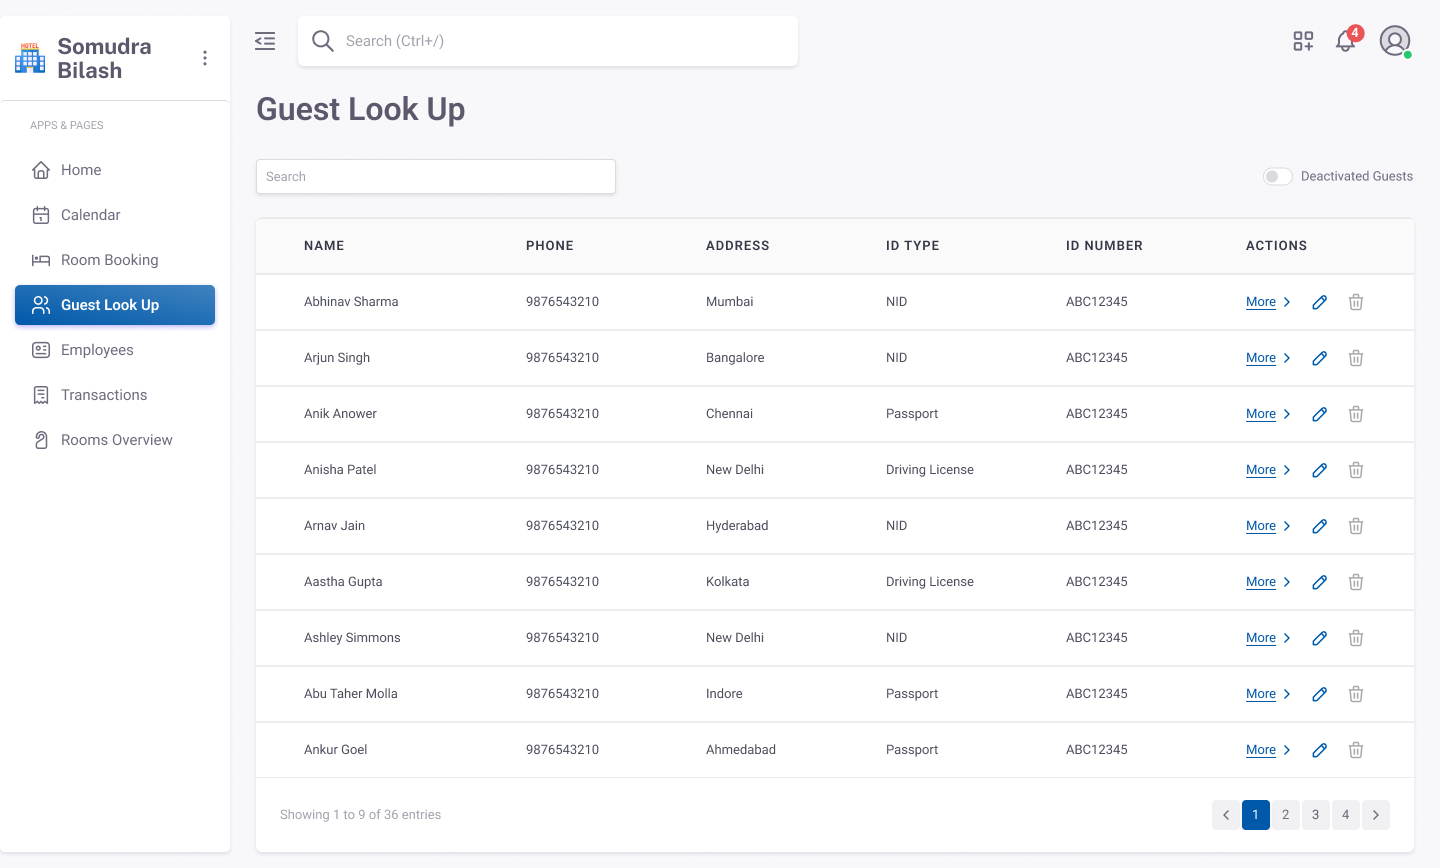 HOTEL
Somudra
Bilash
Search (Ctrl+/)
4
APPS & PAGES
Home
Calendar
1
Room Booking
Guest Look Up
Employees
Transactions
Rooms Overview
Guest Look Up
Search
Deactivated Guests
NAME PHONE ADDRESS ID TYPE ID NUMBER ACTIONS
Abhinav Sharma 9876543210 Mumbai NID ABC12345 More
Arjun Singh 9876543210 Bangalore NID ABC12345 More
Anik Anower 9876543210 Chennai Passport ABC12345 More
Anisha Patel 9876543210 New Delhi Driving License ABC12345 More
Arnav Jain 9876543210 Hyderabad NID ABC12345 More
Aastha Gupta 9876543210 Kolkata Driving License ABC12345 More
Ashley Simmons 9876543210 New Delhi NID ABC12345 More
Abu Taher Molla 9876543210 Indore Passport ABC12345 More
Ankur Goel 9876543210 Ahmedabad Passport ABC12345 More
Showing 1 to 9 of 36 entries
1 2 3 4